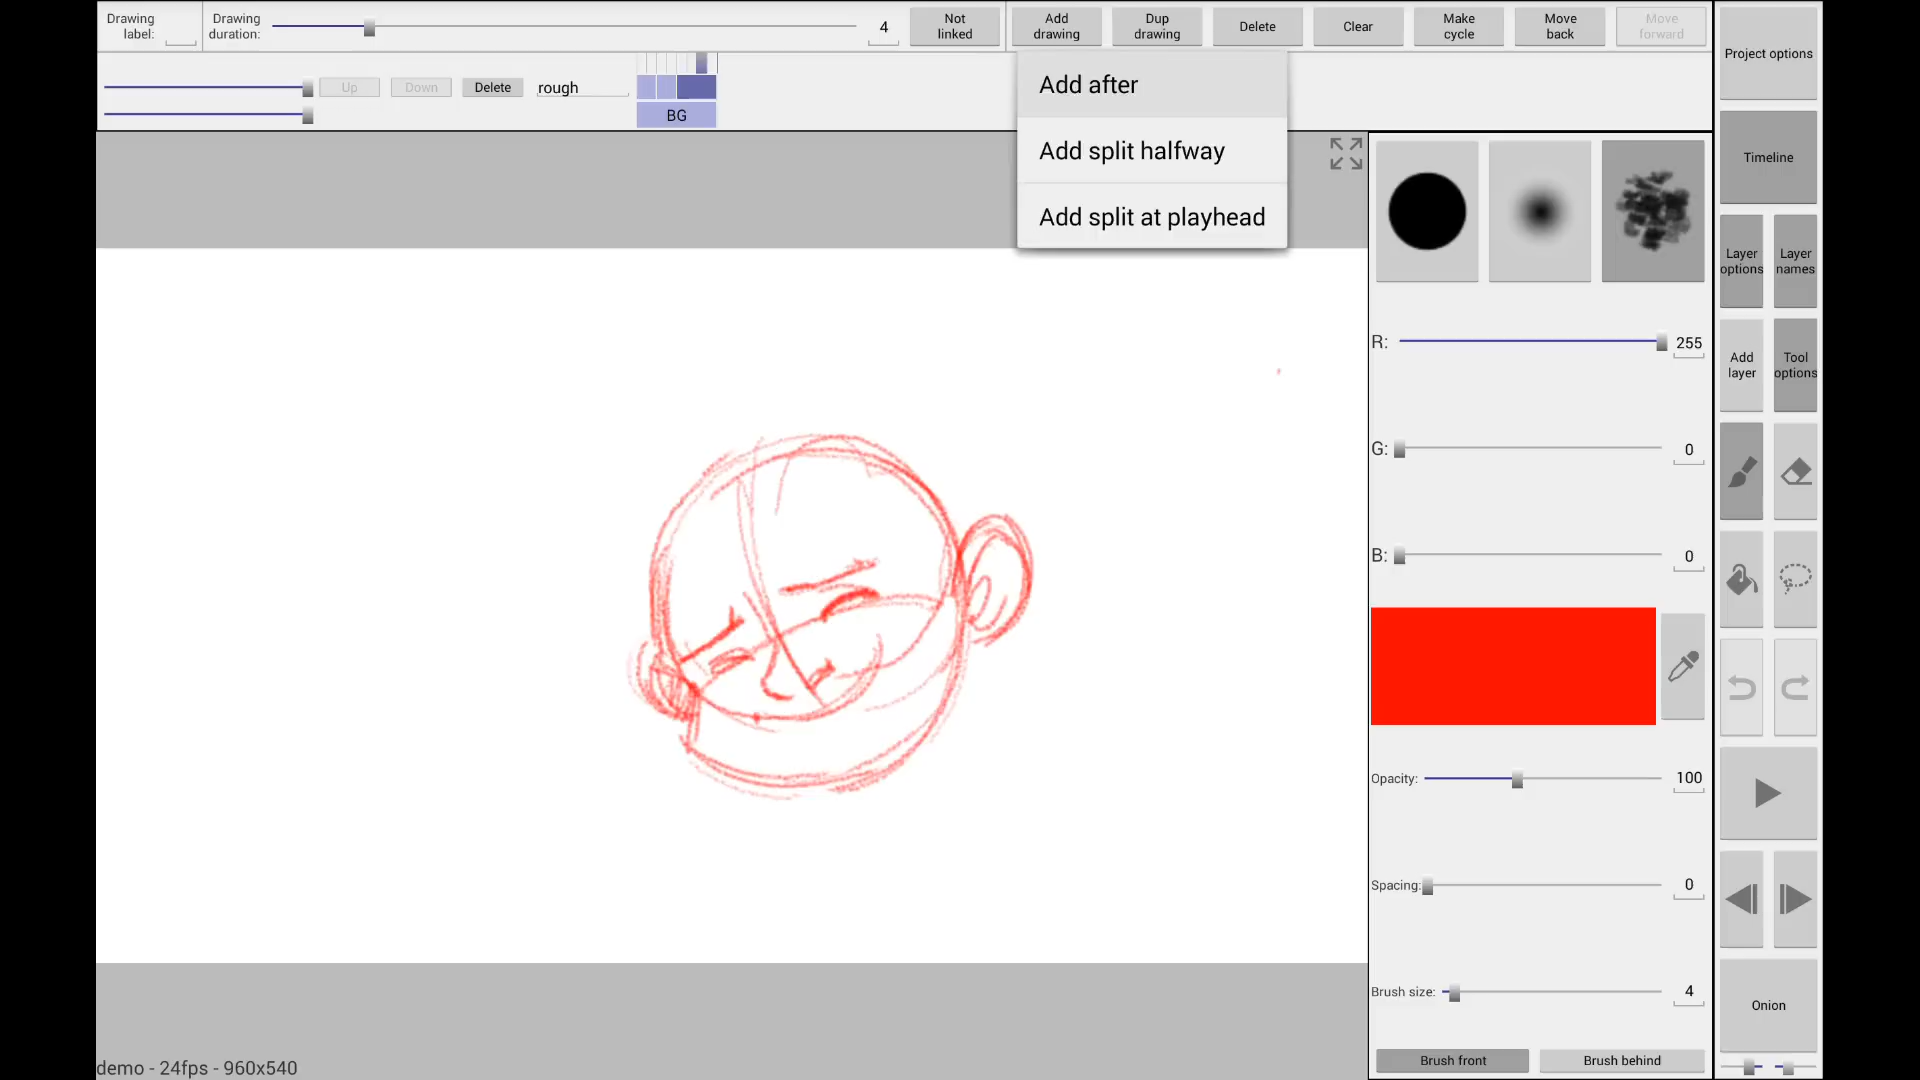 Drawing label:
Drawing duration:
4
Not linked
Add drawing
Dup drawing
Delete
Clear
Make cycle
Move back
Move forward
Project options
Up
Down
Delete
rough
BG
Add after
Add split halfway
Add split at playhead
Timeline
Layer options
Layer names
Add layer
Tool options
R:
255
G:
0
B:
0
Opacity:
100
Spacing:
0
Brush size:
4
Onion
Brush front
Brush behind
demo - 24fps - 960x540